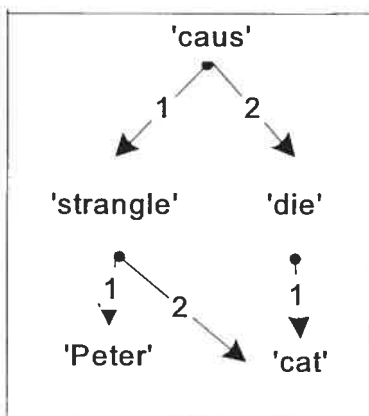 'caus'
1 2
'strangle' 'die'
1 2 1
'Peter' 'cat'